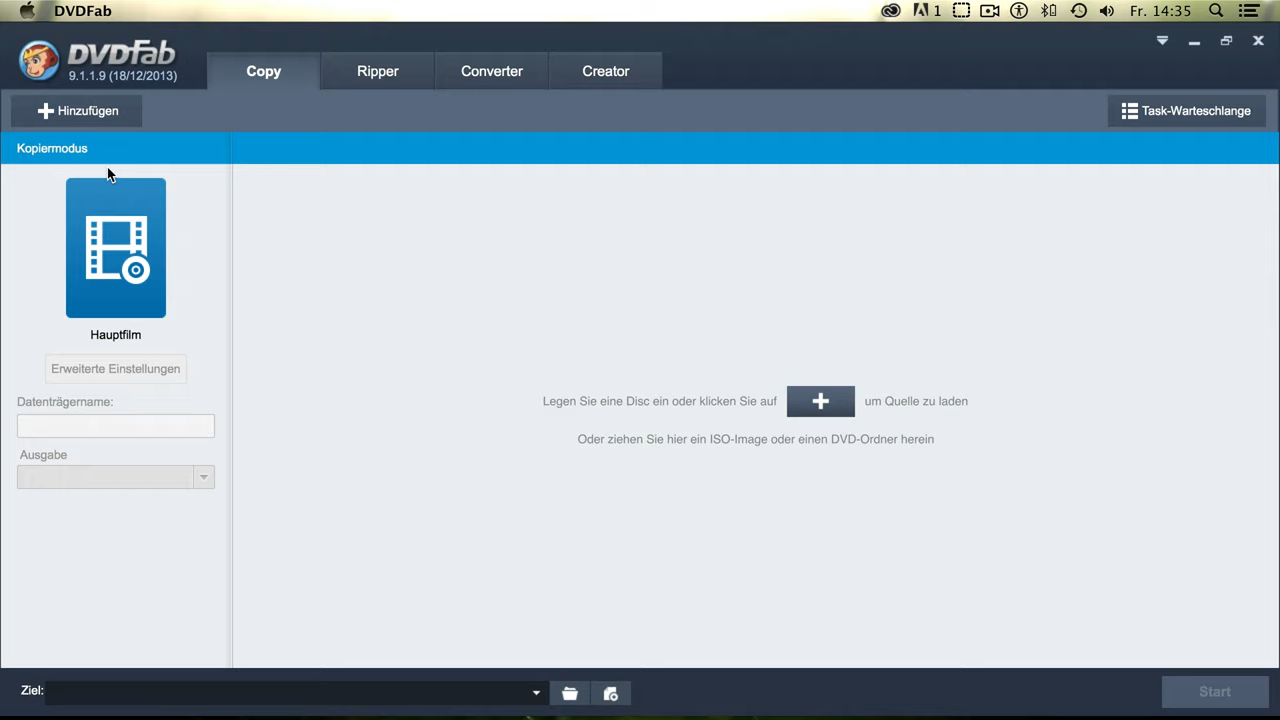 DVDFab
1
Fr. 14:35
DVDFab
9.1.1.9 (18/12/2013)
Copy
Ripper
Converter
Creator
Hinzufügen
Task-Warteschlange
Kopiermodus
Hauptfilm
Erweiterte Einstellungen
Datenträgername:
Ausgabe
Legen Sie eine Disc ein oder klicken Sie auf + um Quelle zu laden
Oder ziehen Sie hier ein ISO-Image oder einen DVD-Ordner herein
Ziel:
Start